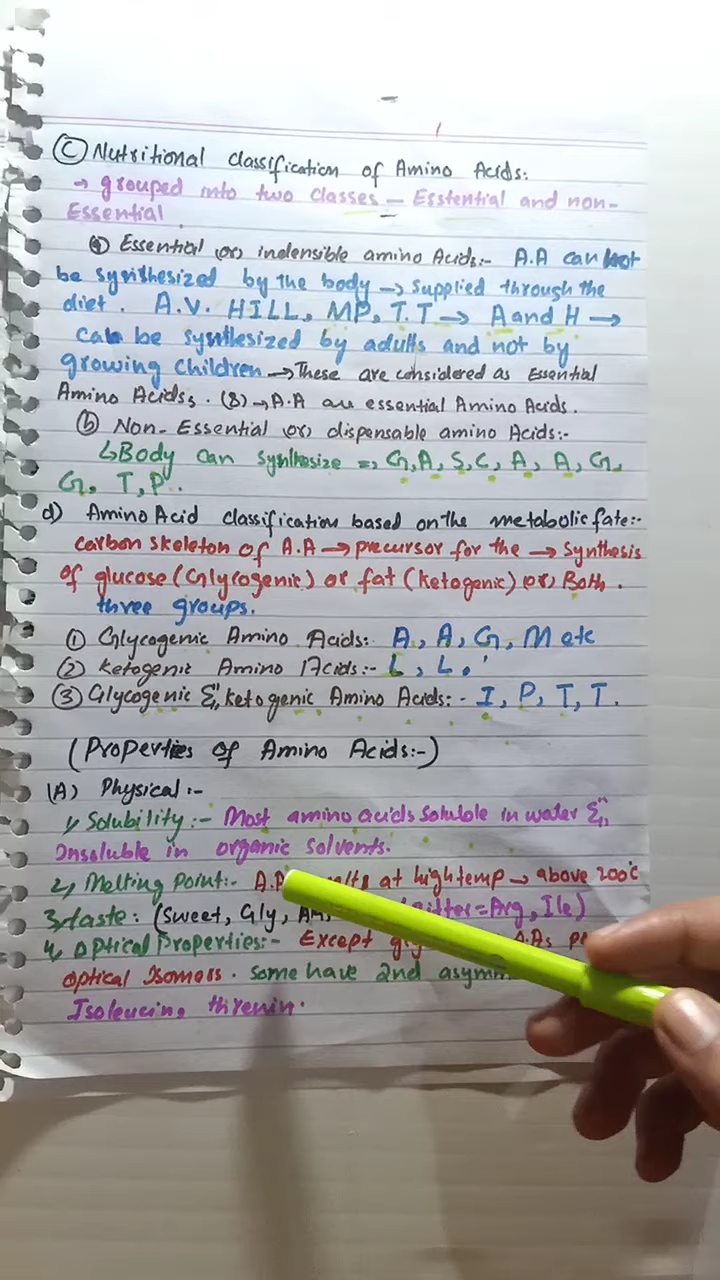 (C) Nutritional classification of Amino Acids:
→ grouped into two classes – Esstential and non-
Essential
(a) Essential (or) indensible amino Acids:- A.A can not
be synthesized by the body → supplied through the
diet. A.V. HILL, MP, T.T → A and H →
can be synthesized by adults and not by
growing children → These are considered as Essential
Amino Acids. (8) → A.A are essential Amino Acids.
(b) Non-Essential (or) dispensable amino Acids:-
↳ Body can synthesize => G, A, S, C, A, A, G,
G, T, P..
d) Amino Acid classification based on the metabolic fate:-
carbon skeleton of A.A → precursor for the → synthesis
of glucose (Glycogenic) or fat (ketogenic) (or) Both.
three groups.
(1) Glycogenic Amino Acids: A, A, G, M etc
(2) Ketogenic Amino Acids:- L, L.
(3) Glycogenic & ketogenic Amino Acids:- I, P, T, T.
(Properties of Amino Acids:-)
(A) Physical:-
1, Solubility:- Most amino acids soluble in water &
Insoluble in organic solvents.
2, Melting Point:- A.A at high temp → above 200°C
3, taste: (Sweet, Gly, =Arg, Ile)
4, Optical Properties:- Except A.As
optical Isomers. some have 2nd
Isoleucin, threnin.